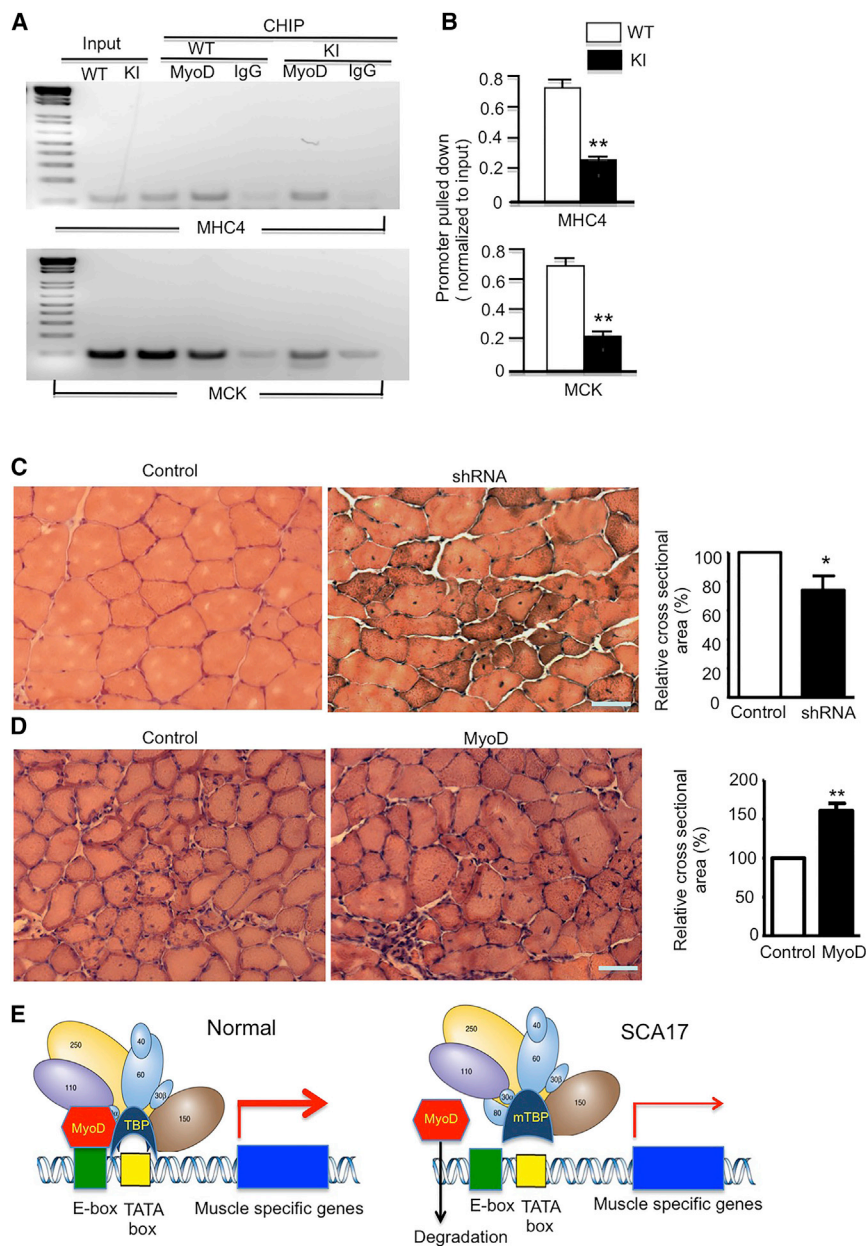 A
CHIP
Input
WT
KI
WT KI
MyoD IgG
MyoD IgG
MHC4
MCK
B
WT
KI
Promoter pulled down
( normalized to input)
0.8
0.6
0.4
0.2
0
**
MHC4
0.8
0.6
0.4
0.2
0
**
MCK
C
Control
shRNA
Relative cross sectional
area (%)
100
80
60
40
20
0
*
Control shRNA
D
Control
MyoD
Relative cross sectional
area (%)
200
150
100
50
0
**
Control MyoD
E
Normal
250
110
40
60
30β
150
MyoD
TBP
E-box
TATA
box
Muscle specific genes
SCA17
250
110
40
60
30β
30α
80
150
MyoD
mTBP
E-box
TATA
box
Muscle specific genes
Degradation